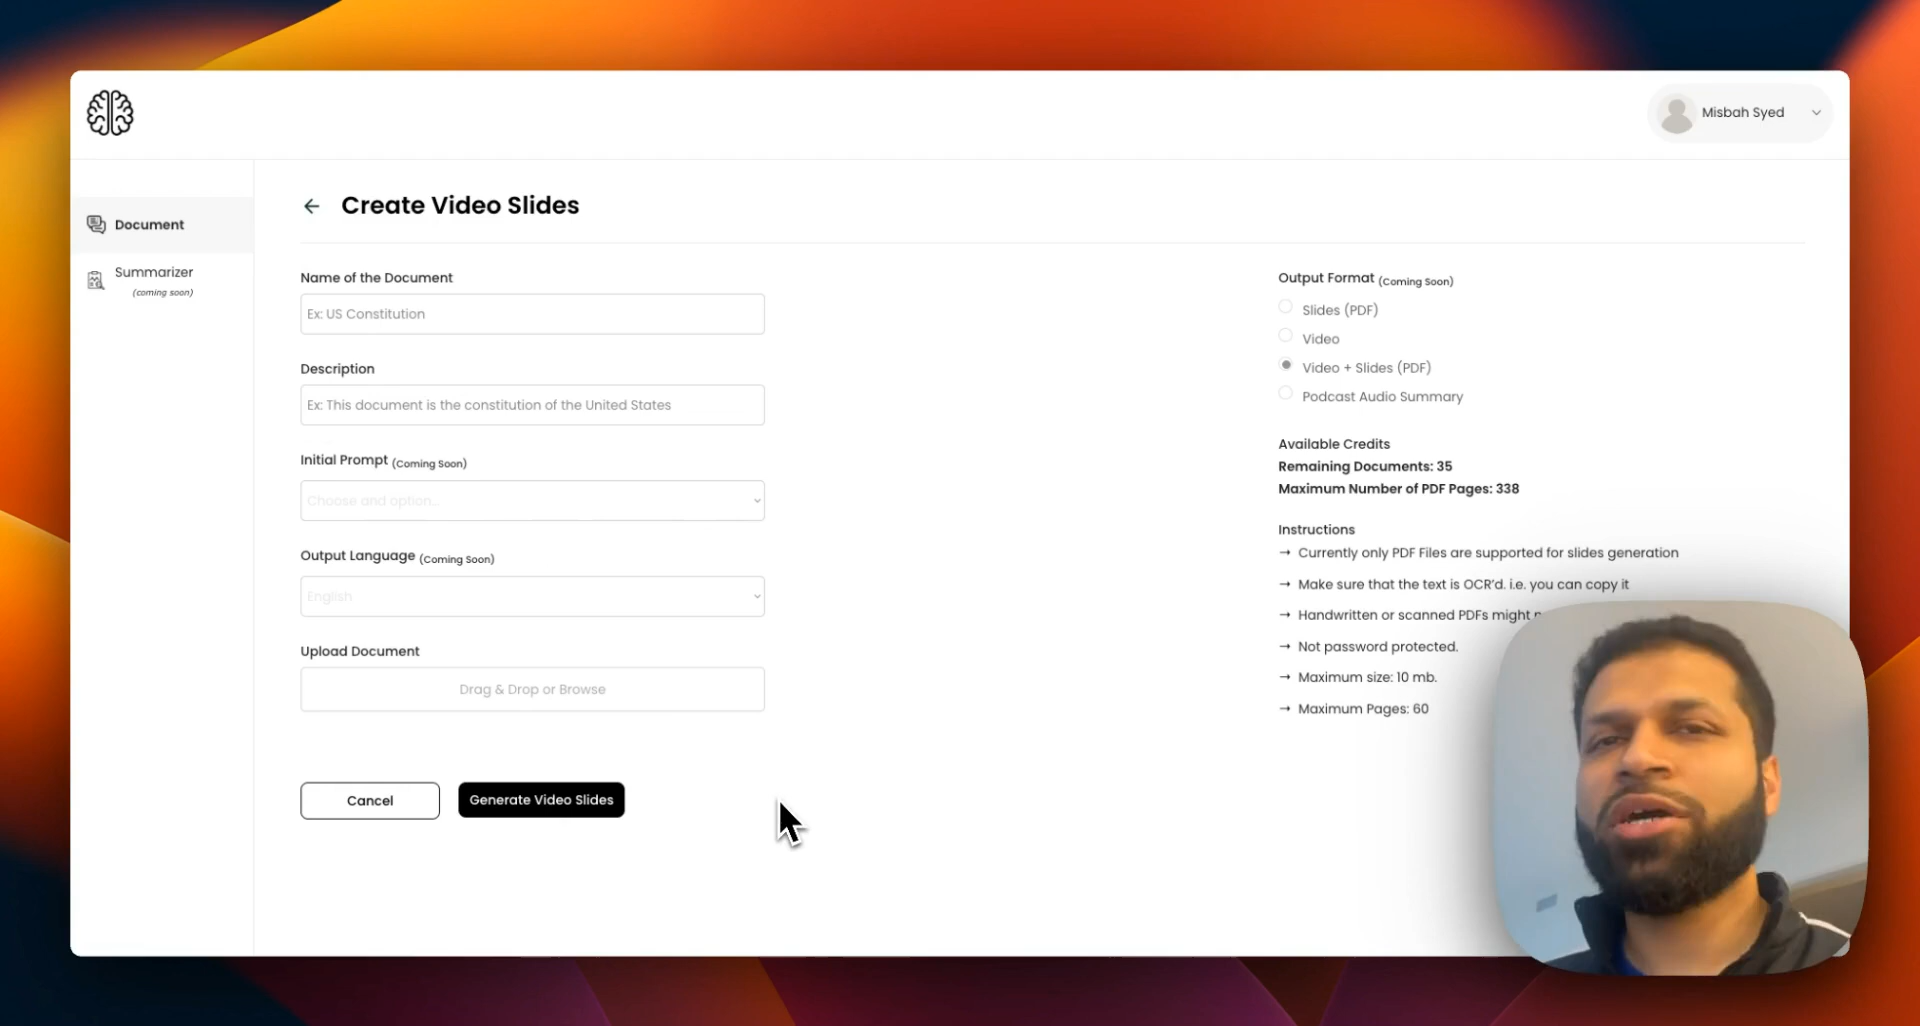 Misbah Syed
Document
Summarizer
(coming soon)
Create Video Slides
Name of the Document
Ex: US Constitution
Description
Ex: This document is the constitution of the United States
Initial Prompt (Coming Soon)
Choose and option...
Output Language (Coming Soon)
English
Upload Document
Drag & Drop or Browse
Cancel
Generate Video Slides
Output Format (Coming Soon)
Slides (PDF)
Video
Video + Slides (PDF)
Podcast Audio Summary
Available Credits
Remaining Documents: 35
Maximum Number of PDF Pages: 338
Instructions
→ Currently only PDF Files are supported for slides generation
→ Make sure that the text is OCR'd. i.e. you can copy it
→ Handwritten or scanned PDFs might
→ Not password protected.
→ Maximum size: 10 mb.
→ Maximum Pages: 60